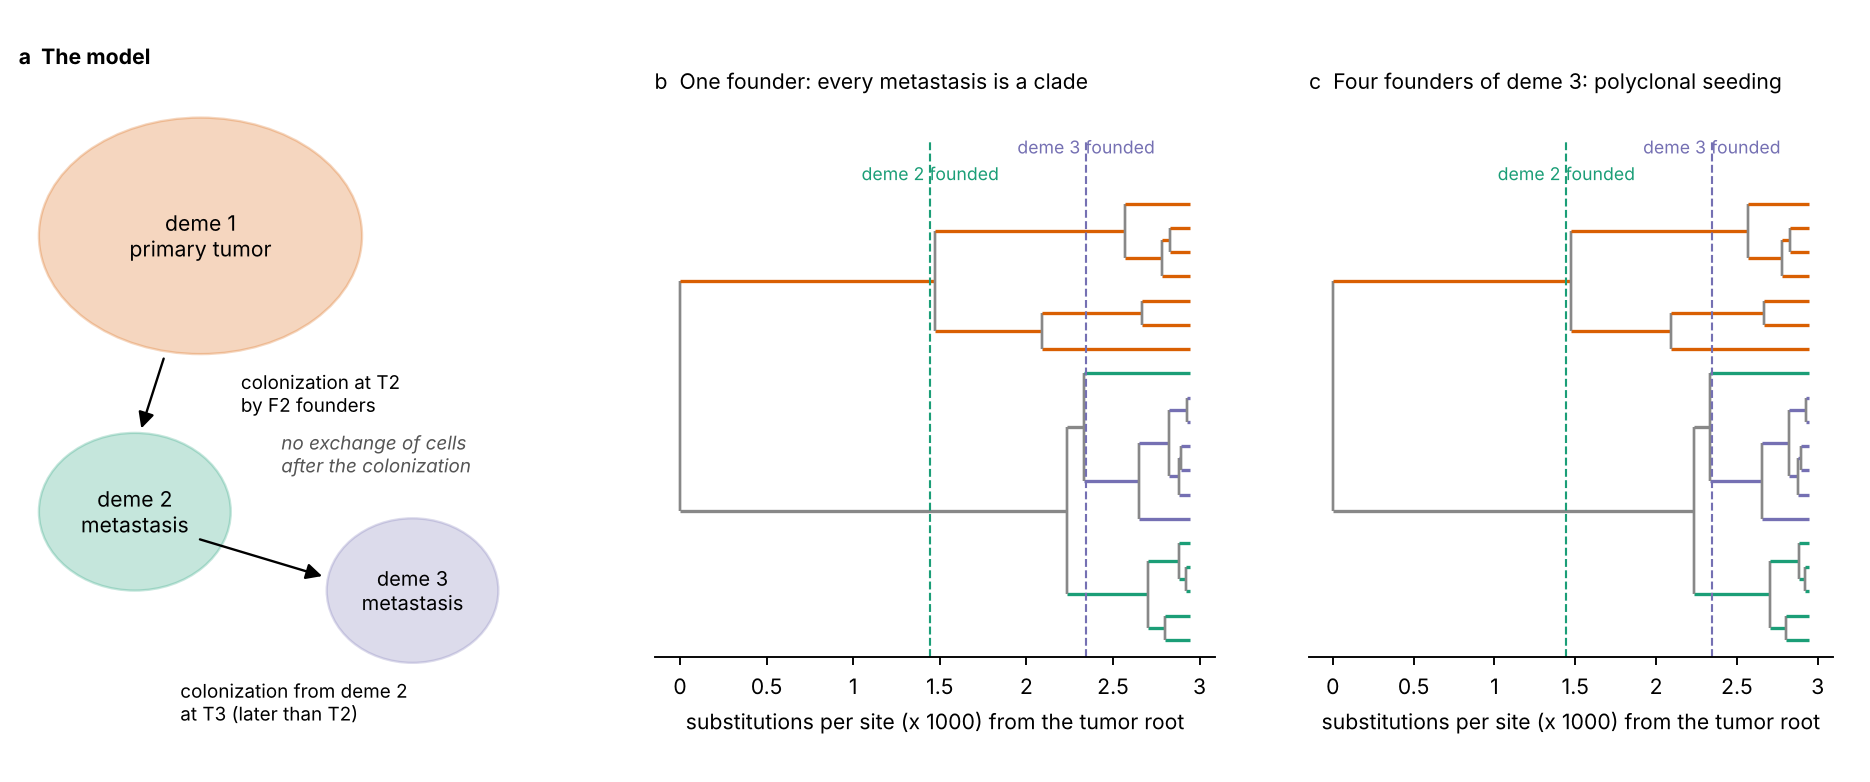 a The model
deme 1
primary tumor
colonization at T2
by F2 founders
no exchange of cells
after the colonization
deme 2
metastasis
deme 3
metastasis
colonization from deme 2
at T3 (later than T2)
b One founder: every metastasis is a clade
deme 3 founded
deme 2 founded
0 0.5 1 1.5 2 2.5 3
substitutions per site (x 1000) from the tumor root
c Four founders of deme 3: polyclonal seeding
deme 3 founded
deme 2 founded
0 0.5 1 1.5 2 2.5 3
substitutions per site (x 1000) from the tumor root